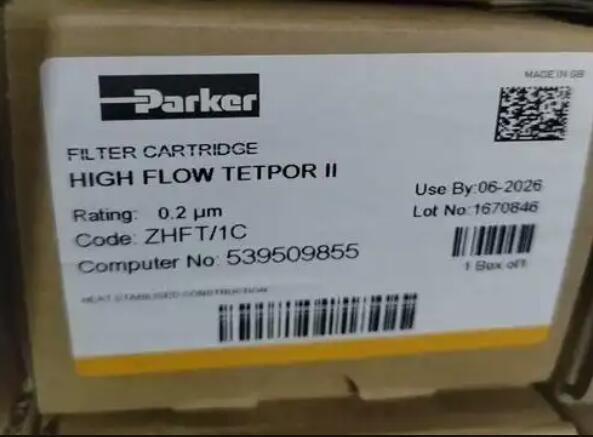 MADE IN GB
Parker
FILTER CARTRIDGE
HIGH FLOW TETPOR II
Use By:06-2026
Rating: 0.2 µm
Lot No:1670846
Code: ZHFT/1C
Computer No: 539509855
1 Box of1
HEAT STABILISED CONSTRUCTION